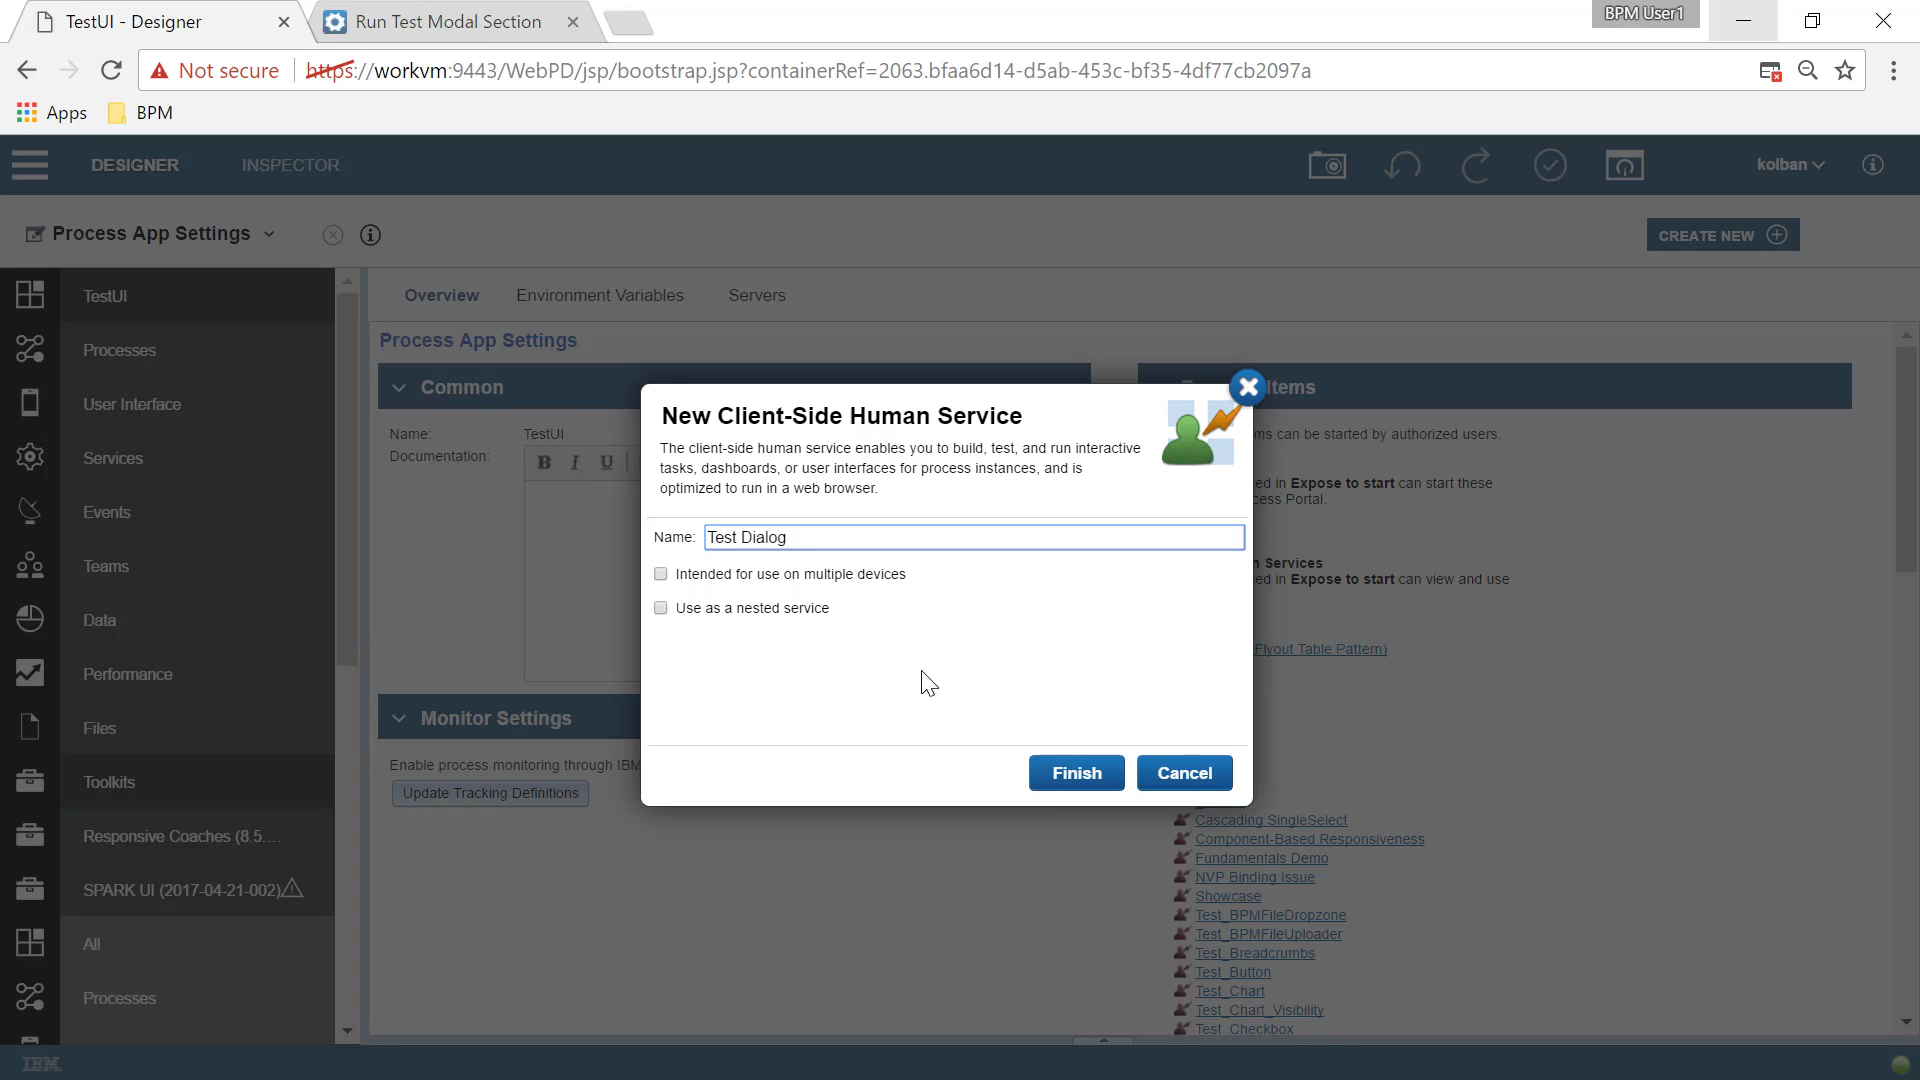 TestUI - Designer
Run Test Modal Section
BPM User1
Not secure
https://workvm:9443/WebPD/jsp/bootstrap.jsp?containerRef=2063.bfaa6d14-d5ab-453c-bf35-4df77cb2097a
Apps
BPM
DESIGNER
INSPECTOR
kolban
Process App Settings
CREATE NEW
TestUI
Processes
User Interface
Services
Events
Teams
Data
Performance
Files
Toolkits
Responsive Coaches (8.5....
SPARK UI (2017-04-21-002)
All
Processes
Overview
Environment Variables
Servers
Process App Settings
Common
Name:
TestUI
Documentation:
B I U
Monitor Settings
Enable process monitoring through IBM
Update Tracking Definitions
New Client-Side Human Service
The client-side human service enables you to build, test, and run interactive
tasks, dashboards, or user interfaces for process instances, and is
optimized to run in a web browser.
Name:
Test Dialog
Intended for use on multiple devices
Use as a nested service
Finish
Cancel
Items
ms can be started by authorized users.
ed in Expose to start can start these
cess Portal.
n Services
ed in Expose to start can view and use
Flyout Table Pattern)
Cascading SingleSelect
Component-Based Responsiveness
Fundamentals Demo
NVP Binding Issue
Showcase
Test_BPMFileDropzone
Test_BPMFileUploader
Test_Breadcrumbs
Test_Button
Test_Chart
Test_Chart_Visibility
Test_Checkbox
IBM